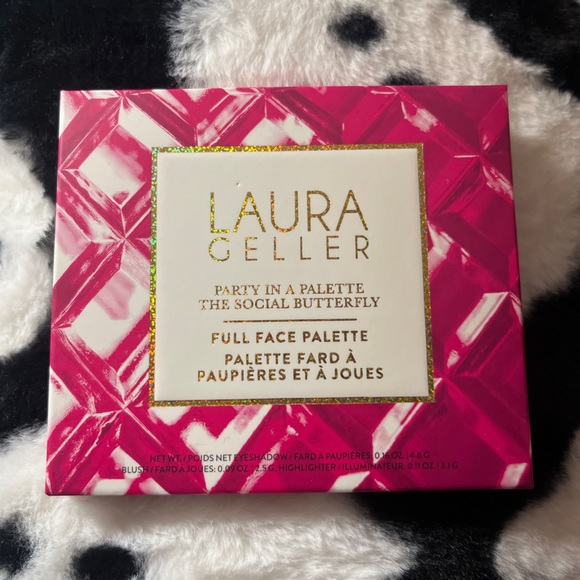 LAURA
GELLER
PARTY IN A PALETTE
THE SOCIAL BUTTERFLY
FULL FACE PALETTE
PALETTE FARD À
PAUPIÈRES ET À JOUES
NET WT. / POIDS NET EYESHADOW / FARD À PAUPIÈRES: 0.16 OZ. | 4.6 G
BLUSH / FARD A JOUES: 0.09 OZ. | 2.5 G, HIGHLIGHTER / ILLUMINATEUR: 0.11 OZ. | 3.1 G